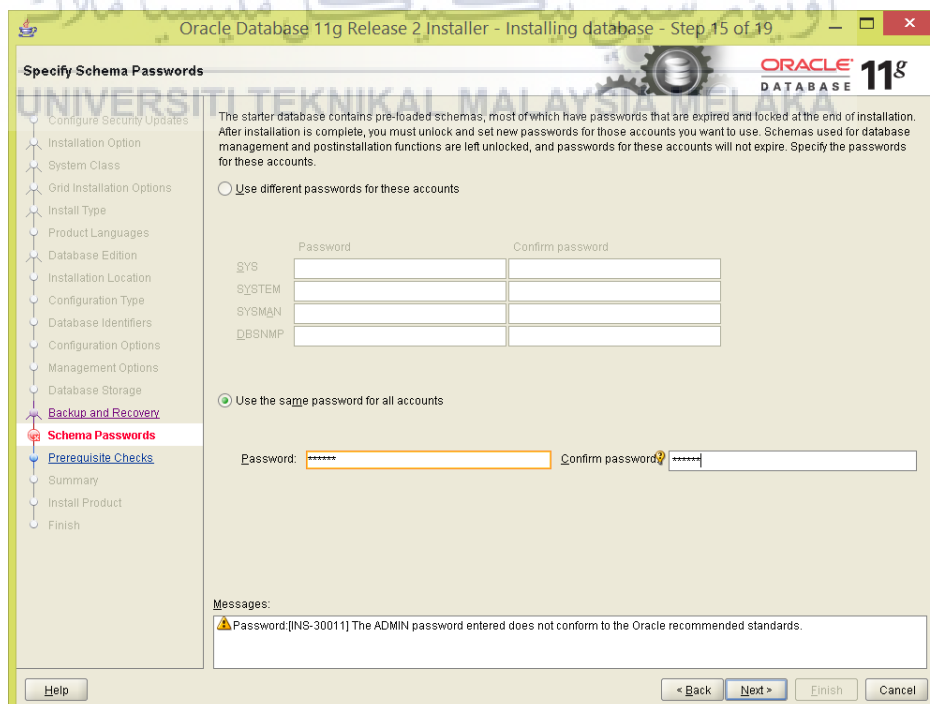 اونيۏرسيتي تيكنيكل مليسيا ملاك
Oracle Database 11g Release 2 Installer - Installing database - Step 15 of 19
Specify Schema Passwords
ORACLE 11g
DATABASE
UNIVERSITI TEKNIKAL MALAYSIA MELAKA
Configure Security Updates
Installation Option
System Class
Grid Installation Options
Install Type
Product Languages
Database Edition
Installation Location
Configuration Type
Database Identifiers
Configuration Options
Management Options
Database Storage
Backup and Recovery
Schema Passwords
Prerequisite Checks
Summary
Install Product
Finish
The starter database contains pre-loaded schemas, most of which have passwords that are expired and locked at the end of installation.
After installation is complete, you must unlock and set new passwords for those accounts you want to use. Schemas used for database
management and postinstallation functions are left unlocked, and passwords for these accounts will not expire. Specify the passwords
for these accounts.
Use different passwords for these accounts
Password Confirm password
SYS
SYSTEM
SYSMAN
DBSNMP
Use the same password for all accounts
Password: ****** Confirm password ******
Messages:
Password:[INS-30011] The ADMIN password entered does not conform to the Oracle recommended standards.
Help < Back Next > Finish Cancel